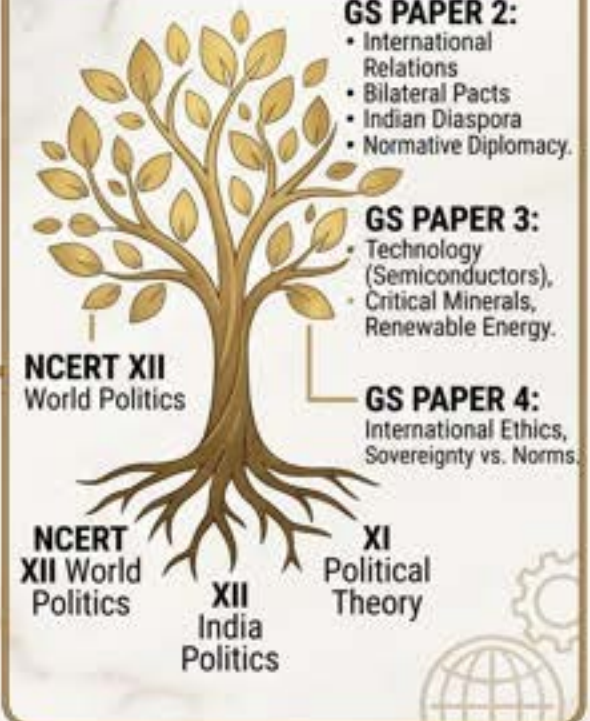 GS PAPER 2:
• International
Relations
• Bilateral Pacts
• Indian Diaspora
• Normative Diplomacy.
GS PAPER 3:
• Technology
(Semiconductors),
• Critical Minerals,
Renewable Energy.
NCERT XII
World Politics
GS PAPER 4:
International Ethics,
Sovereignty vs. Norms.
NCERT
XII World
Politics
XII
India
Politics
XI
Political
Theory